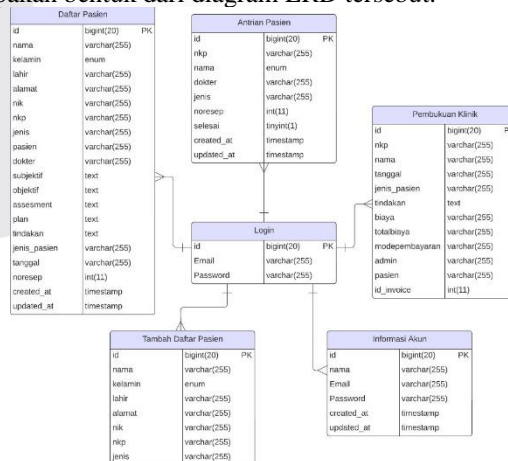 bentuk dari diagram ERD tersebut.
Daftar Pasien
id bigint(20) PK
nama varchar(255)
kelamin enum
lahir varchar(255)
alamat varchar(255)
nik varchar(255)
nkp varchar(255)
jenis varchar(255)
pasien varchar(255)
dokter varchar(255)
subjektif text
objektif text
assesment text
plan text
tindakan text
jenis_pasien varchar(255)
tanggal varchar(255)
noresep int(11)
created_at timestamp
updated_at timestamp
Antrian Pasien
id bigint(20) PK
nkp varchar(255)
nama enum
dokter varchar(255)
jenis varchar(255)
noresep int(11)
selesai tinyint(1)
created_at timestamp
updated_at timestamp
Pembukuan Klinik
id bigint(20)
nkp varchar(255)
nama varchar(255)
tanggal varchar(255)
jenis_pasien varchar(255)
tindakan text
biaya varchar(255)
totalbiaya varchar(255)
modepembayaran varchar(255)
admin varchar(255)
pasien varchar(255)
id_invoice int(11)
Login
id bigint(20) PK
Email varchar(255)
Password varchar(255)
Tambah Daftar Pasien
id bigint(20) PK
nama varchar(255)
kelamin enum
lahir varchar(255)
alamat varchar(255)
nik varchar(255)
nkp varchar(255)
jenis varchar(255)
Informasi Akun
id bigint(20) PK
nama varchar(255)
Email varchar(255)
Password varchar(255)
created_at timestamp
updated_at timestamp